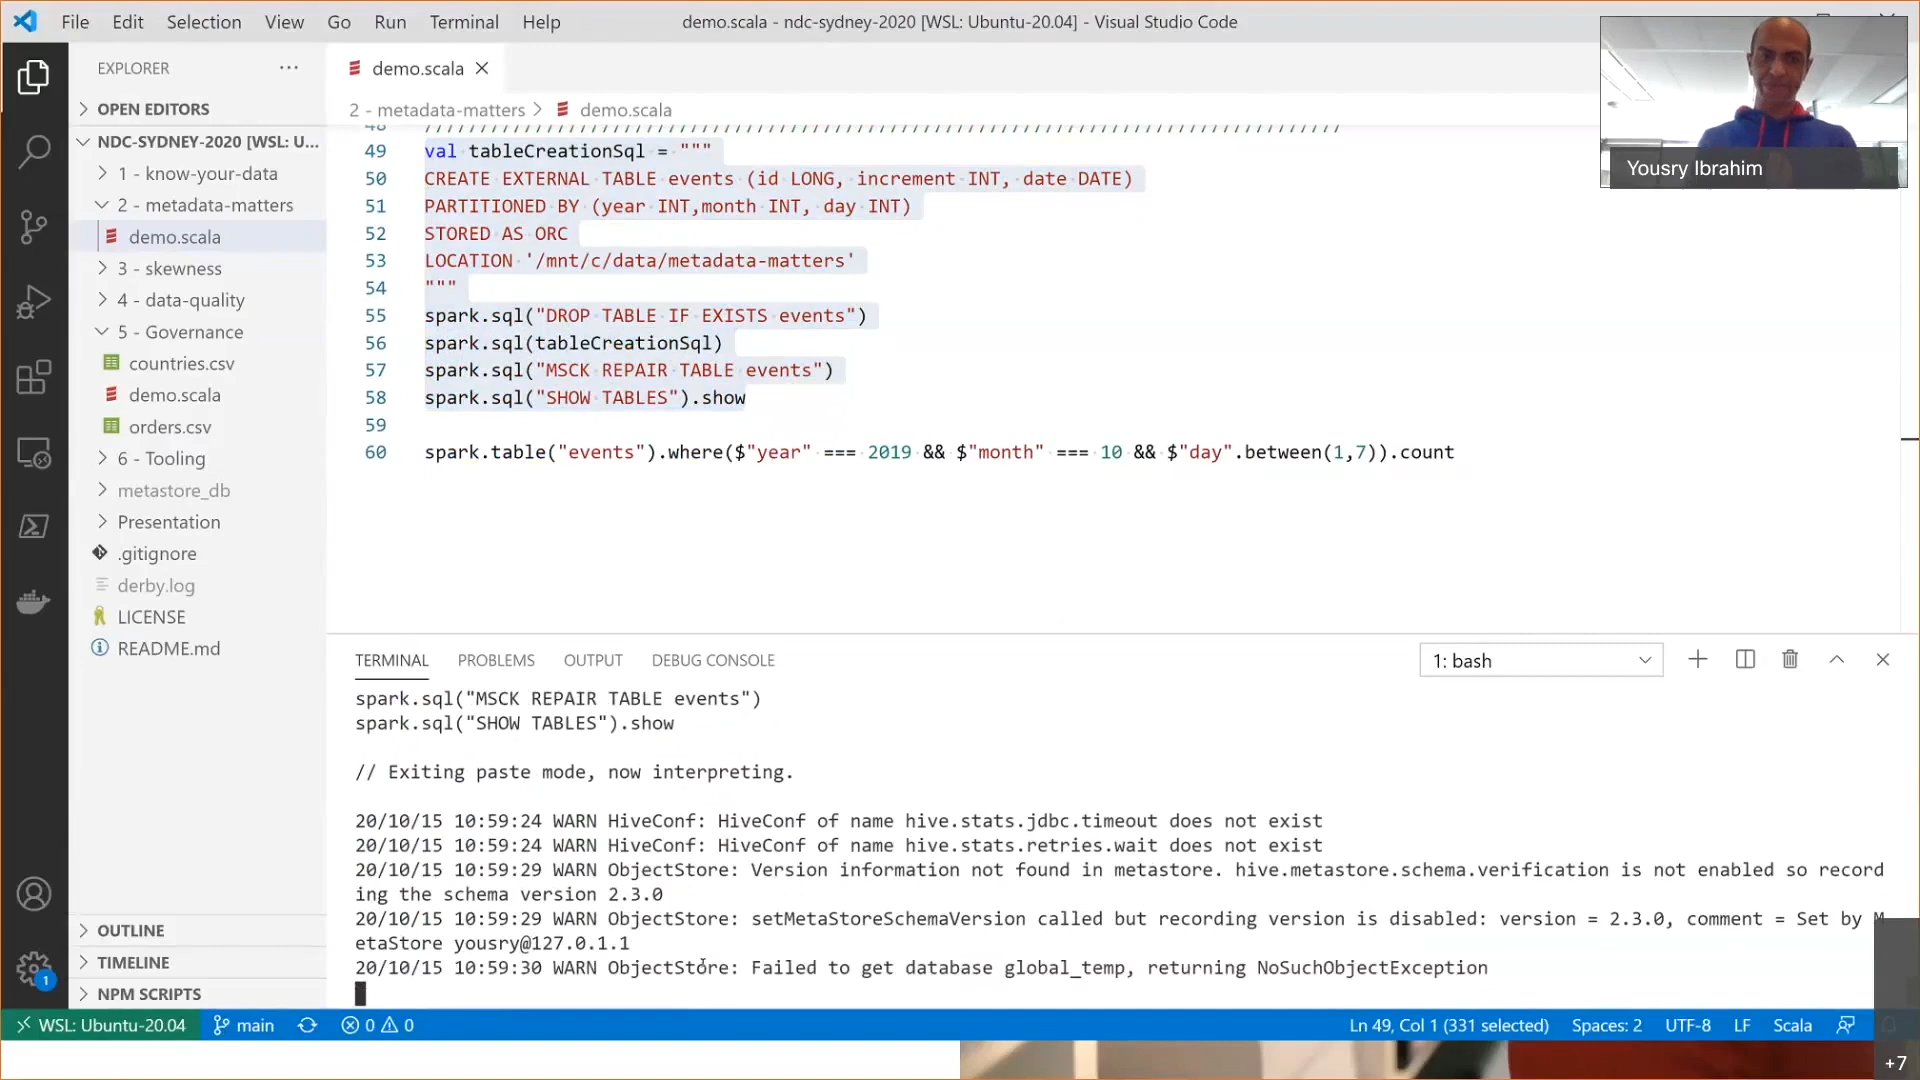 File Edit Selection View Go Run Terminal Help
demo.scala - ndc-sydney-2020 [WSL: Ubuntu-20.04] - Visual Studio Code
EXPLORER
OPEN EDITORS
NDC-SYDNEY-2020 [WSL: U...
1 - know-your-data
2 - metadata-matters
demo.scala
3 - skewness
4 - data-quality
5 - Governance
countries.csv
demo.scala
orders.csv
6 - Tooling
metastore_db
Presentation
.gitignore
derby.log
LICENSE
README.md
OUTLINE
TIMELINE
NPM SCRIPTS
demo.scala
2 - metadata-matters > demo.scala
49 val tableCreationSql = """
50 CREATE EXTERNAL TABLE events (id LONG, increment INT, date DATE)
51 PARTITIONED BY (year INT,month INT, day INT)
52 STORED AS ORC
53 LOCATION '/mnt/c/data/metadata-matters'
54 """
55 spark.sql("DROP TABLE IF EXISTS events")
56 spark.sql(tableCreationSql)
57 spark.sql("MSCK REPAIR TABLE events")
58 spark.sql("SHOW TABLES").show
59
60 spark.table("events").where($"year" === 2019 && $"month" === 10 && $"day".between(1,7)).count
Yousry Ibrahim
TERMINAL PROBLEMS OUTPUT DEBUG CONSOLE
1: bash
spark.sql("MSCK REPAIR TABLE events")
spark.sql("SHOW TABLES").show
// Exiting paste mode, now interpreting.
20/10/15 10:59:24 WARN HiveConf: HiveConf of name hive.stats.jdbc.timeout does not exist
20/10/15 10:59:24 WARN HiveConf: HiveConf of name hive.stats.retries.wait does not exist
20/10/15 10:59:29 WARN ObjectStore: Version information not found in metastore. hive.metastore.schema.verification is not enabled so record
ing the schema version 2.3.0
20/10/15 10:59:29 WARN ObjectStore: setMetaStoreSchemaVersion called but recording version is disabled: version = 2.3.0, comment = Set by M
etaStore yousry@127.0.1.1
20/10/15 10:59:30 WARN ObjectStore: Failed to get database global_temp, returning NoSuchObjectException
1
WSL: Ubuntu-20.04 main 0 0
Ln 49, Col 1 (331 selected) Spaces: 2 UTF-8 LF Scala
+7